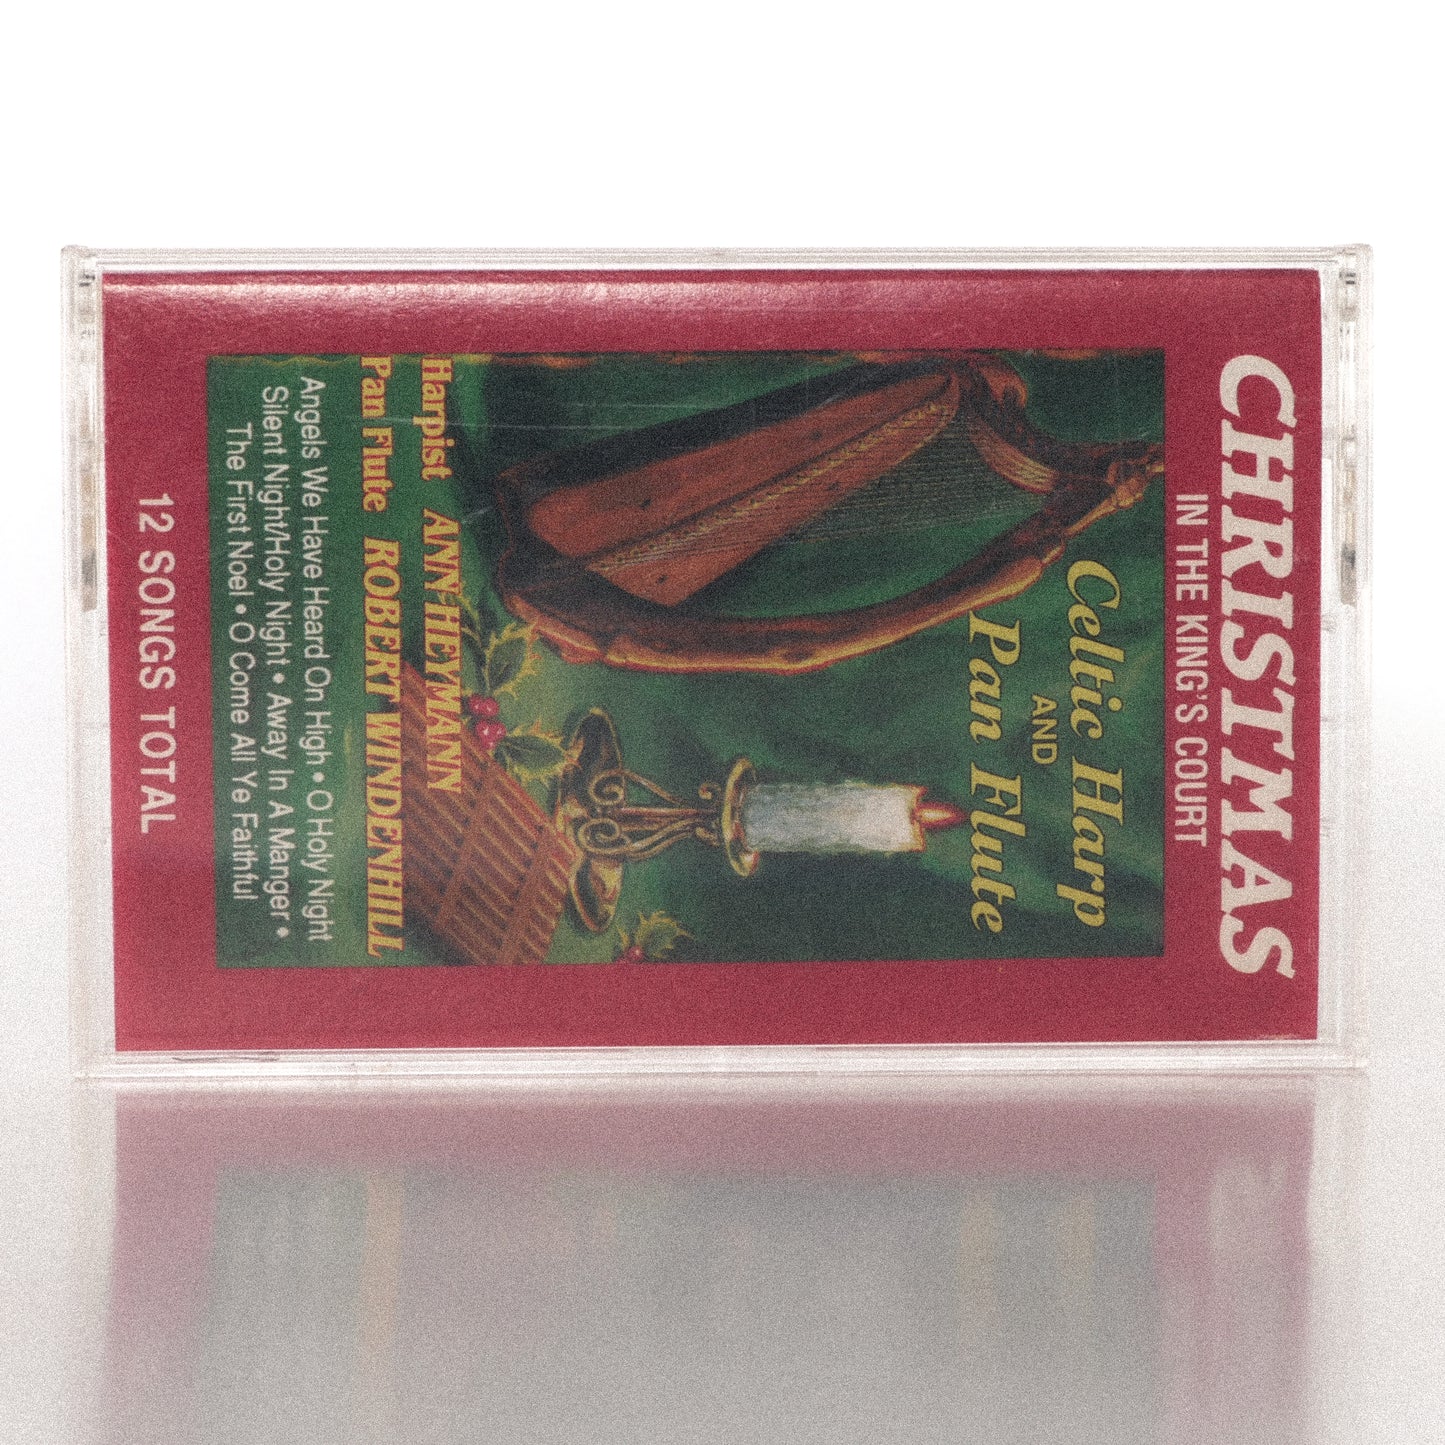 CHRISTMAS
IN THE KING'S COURT
Celtic Harp
AND
Pan Flute
Harpist ANN HEYMANN
Pan Flute ROBERT WINDENHILL
Angels We Have Heard On High • O Holy Night
Silent Night/Holy Night • Away In A Manger •
The First Noel • O Come All Ye Faithful
12 SONGS TOTAL